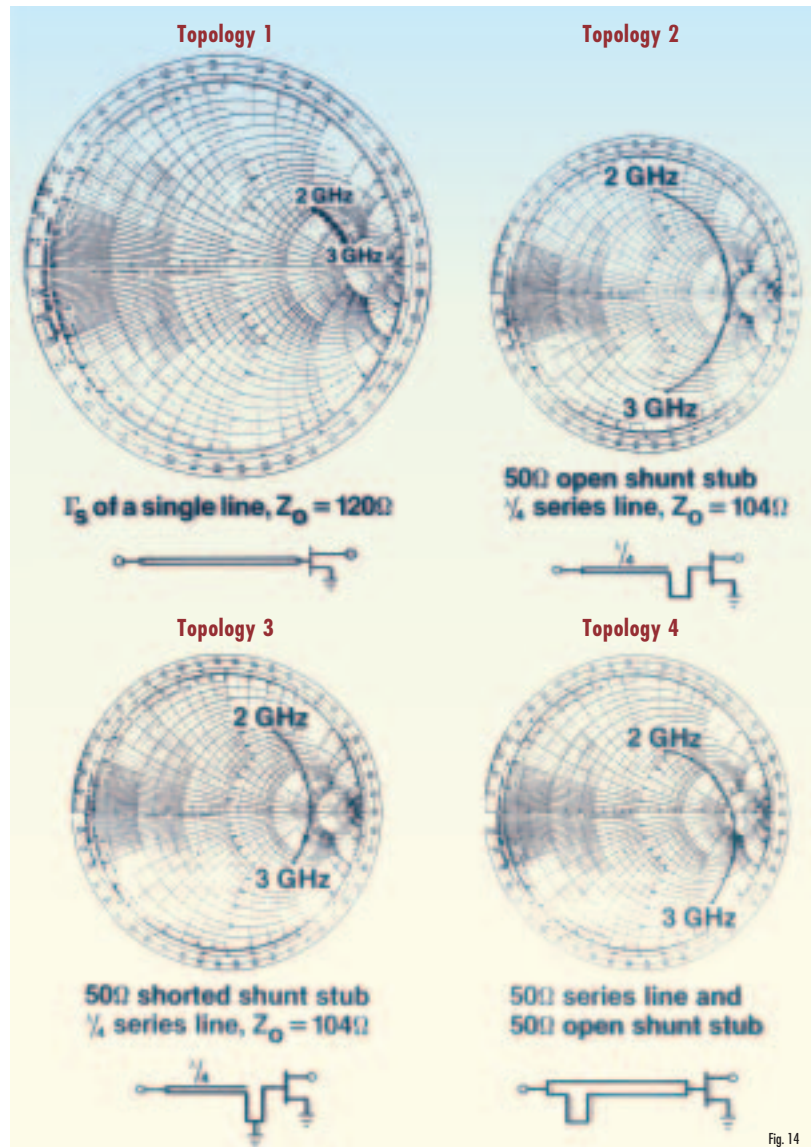 Topology 1
Topology 2
2 GHz
3 GHz
2 GHz
3 GHz
Γs of a single line, Zo = 120Ω
50Ω open shunt stub
λ/4 series line, Zo = 104Ω
λ/4
Topology 3
Topology 4
2 GHz
3 GHz
2 GHz
3 GHz
50Ω shorted shunt stub
λ/4 series line, Zo = 104Ω
50Ω series line and
50Ω open shunt stub
λ/4
Fig. 14